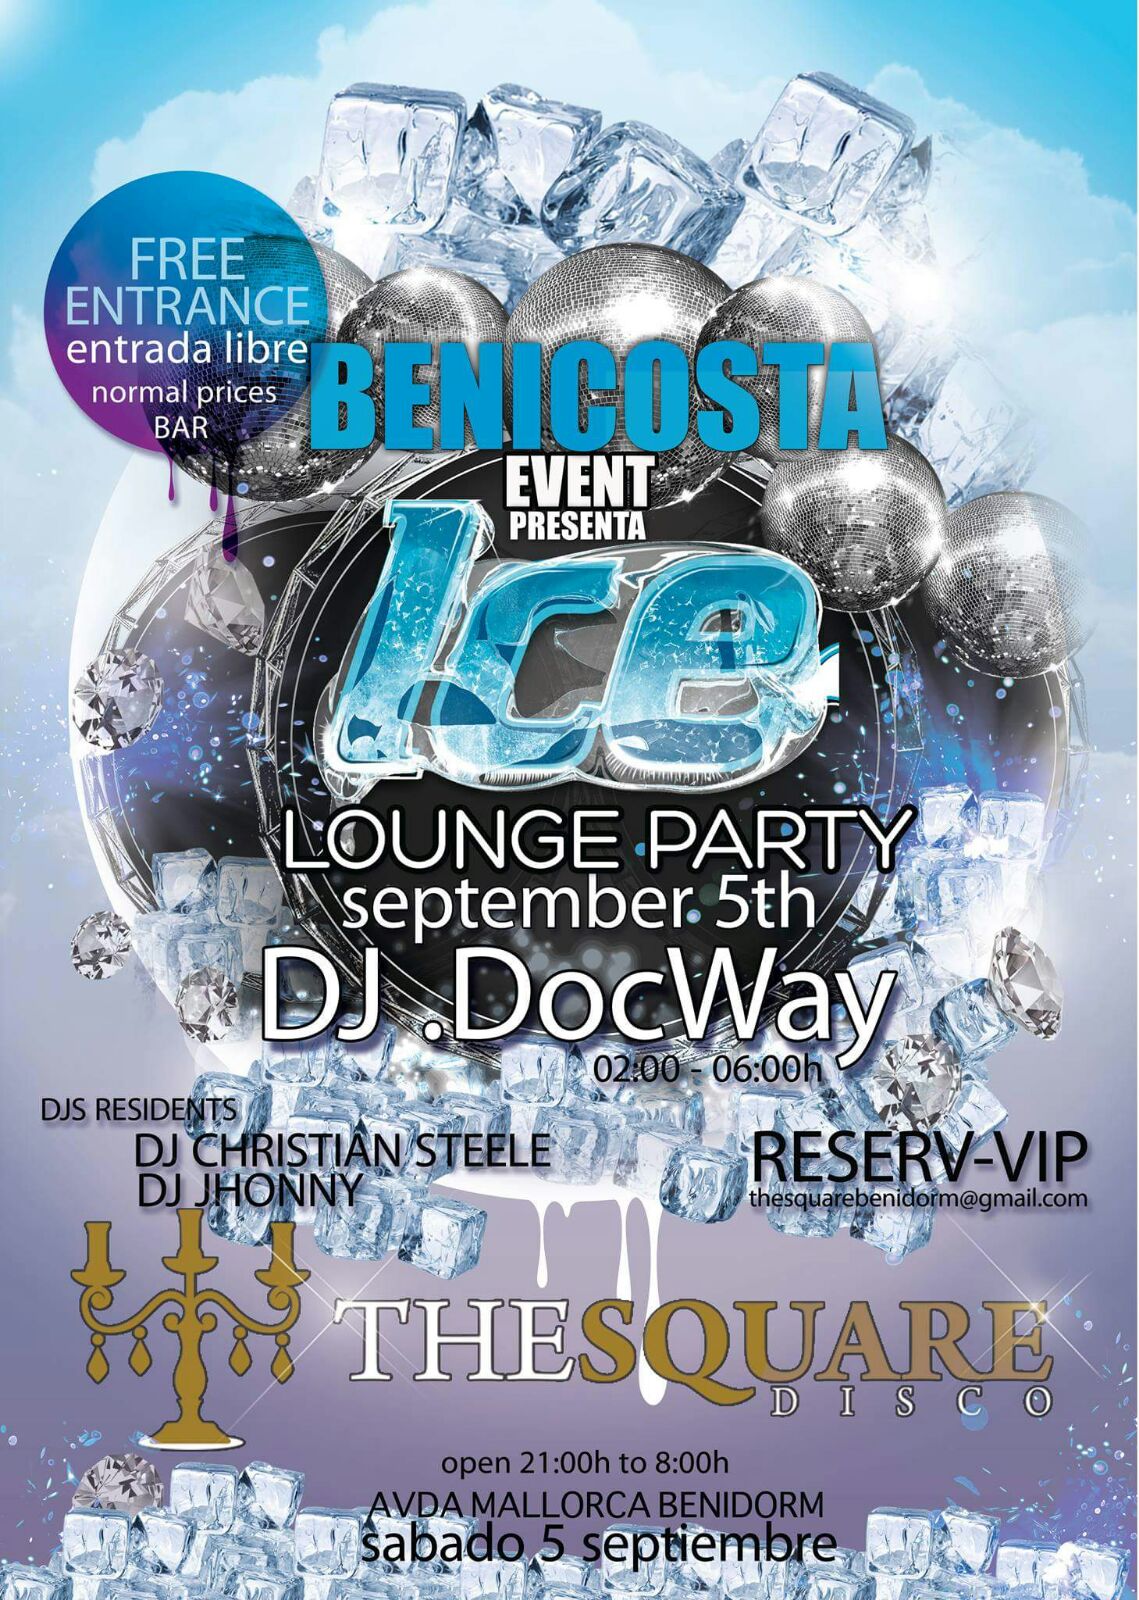 FREE
ENTRANCE
entrada libre
normal prices
BAR
BENICOSTA
EVENT
PRESENTA
Ice
LOUNGE PARTY
september 5th
DJ .DocWay
02:00 - 06:00h
DJS RESIDENTS
DJ CHRISTIAN STEELE
DJ JHONNY
RESERV-VIP
thesquarebenidorm@gmail.com
THESQUARE
DISCO
open 21:00h to 8:00h
AVDA MALLORCA BENIDORM
sabado 5 septiembre